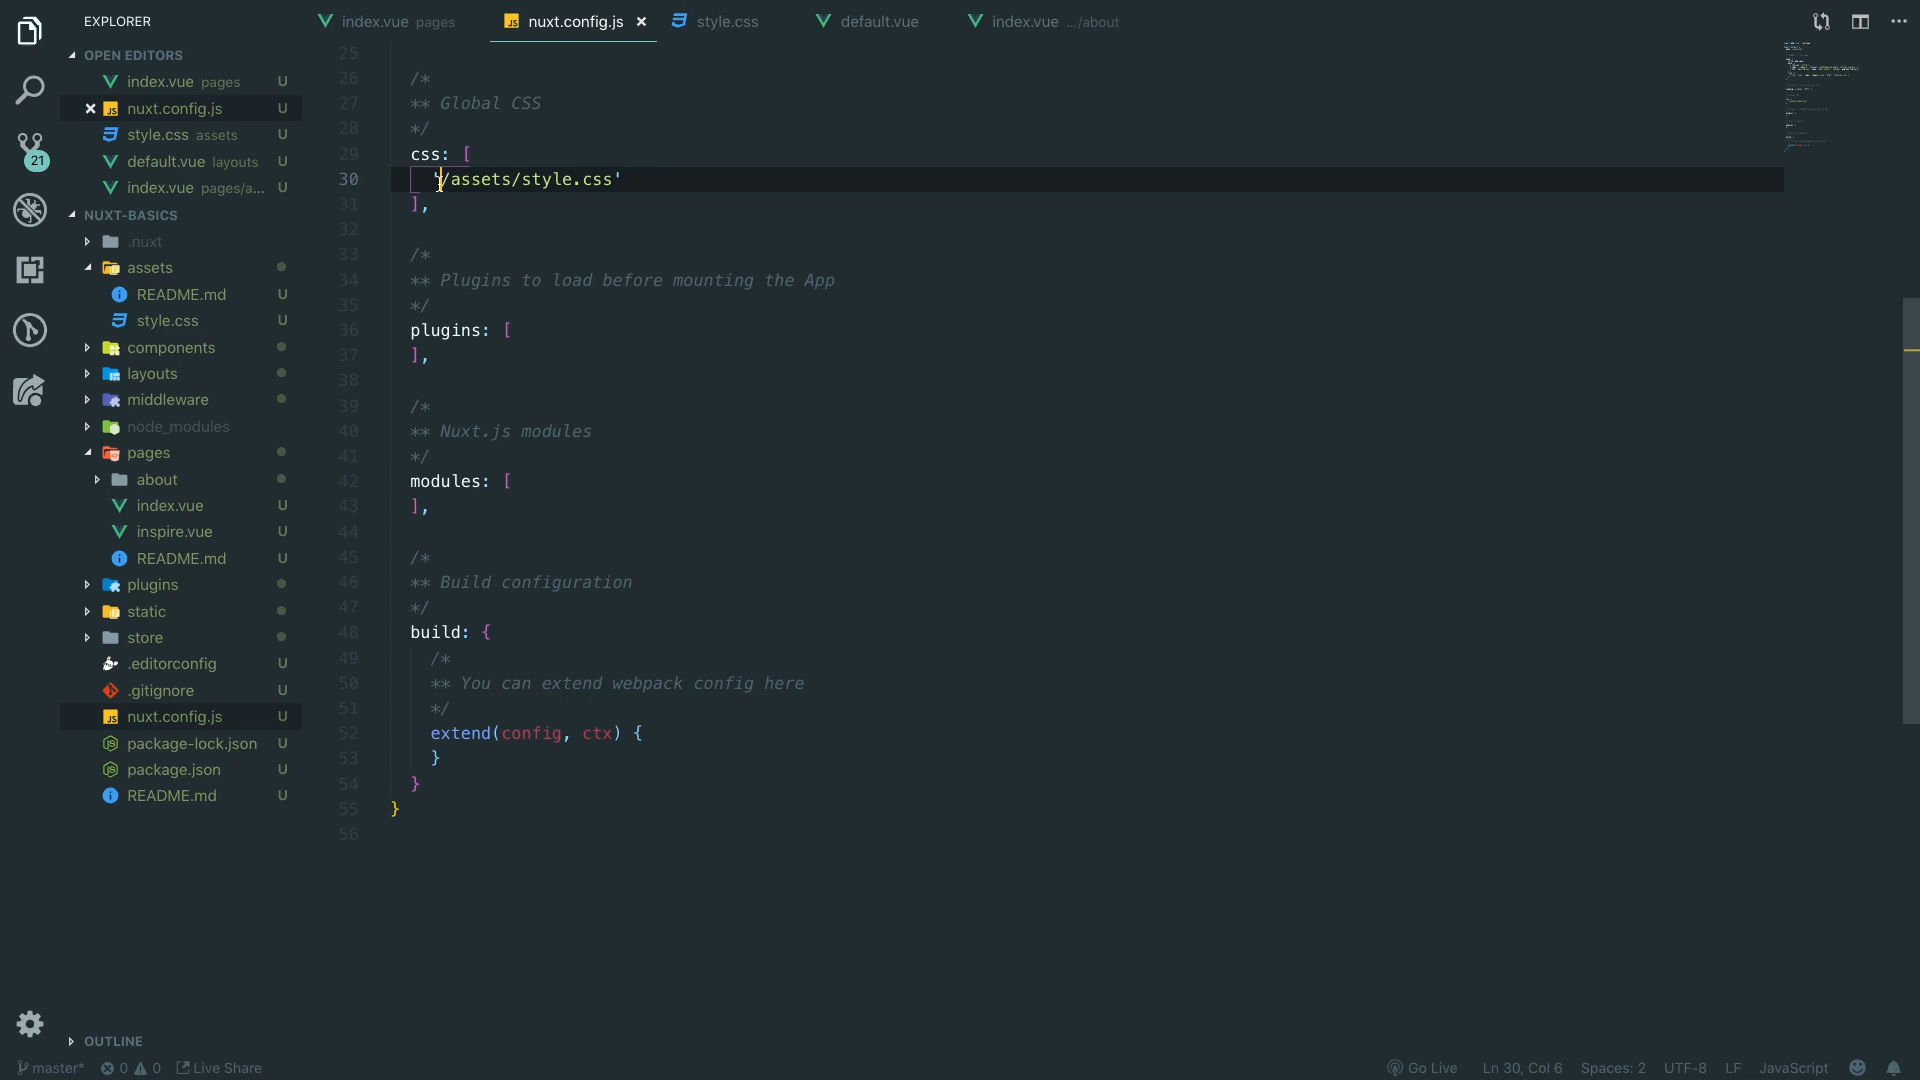 EXPLORER
OPEN EDITORS
index.vue pages U
nuxt.config.js U
style.css assets U
default.vue layouts U
index.vue pages/a... U
NUXT-BASICS
.nuxt
assets
README.md U
style.css U
components
layouts
middleware
node_modules
pages
about
index.vue U
inspire.vue U
README.md U
plugins
static
store
.editorconfig U
.gitignore U
nuxt.config.js U
package-lock.json U
package.json U
README.md U
OUTLINE
21
index.vue pages nuxt.config.js style.css default.vue index.vue .../about
25
26 /*
27 ** Global CSS
28 */
29 css: [
30 '/assets/style.css'
31 ],
32
33 /*
34 ** Plugins to load before mounting the App
35 */
36 plugins: [
37 ],
38
39 /*
40 ** Nuxt.js modules
41 */
42 modules: [
43 ],
44
45 /*
46 ** Build configuration
47 */
48 build: {
49 /*
50 ** You can extend webpack config here
51 */
52 extend(config, ctx) {
53 }
54 }
55 }
56
master* 0 0 Live Share Go Live Ln 30, Col 6 Spaces: 2 UTF-8 LF JavaScript